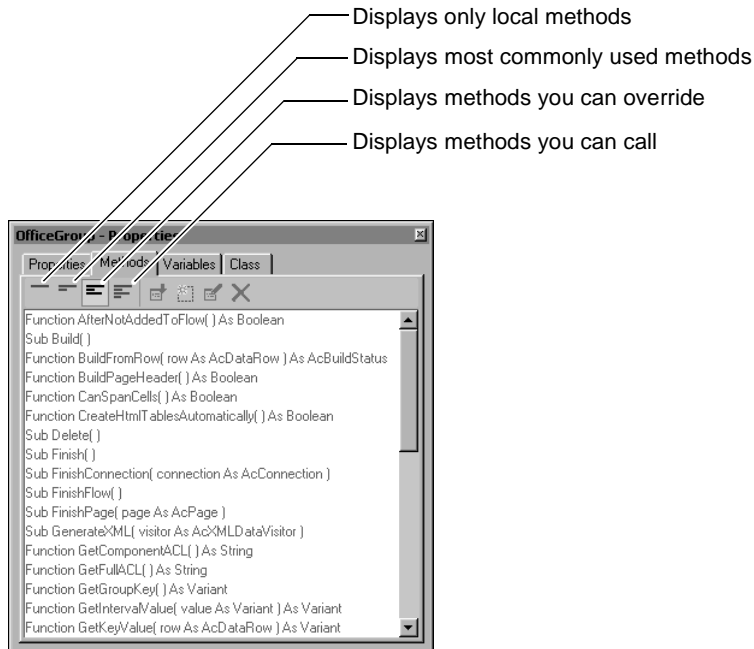 Displays only local methods
Displays most commonly used methods
Displays methods you can override
Displays methods you can call
OfficeGroup - Properties
Properties Methods Variables Class
Function AfterNotAddedToFlow( ) As Boolean
Sub Build( )
Function BuildFromRow( row As AcDataRow ) As AcBuildStatus
Function BuildPageHeader( ) As Boolean
Function CanSpanCells( ) As Boolean
Function CreateHtmlTablesAutomatically( ) As Boolean
Sub Delete( )
Sub Finish( )
Sub FinishConnection( connection As AcConnection )
Sub FinishFlow( )
Sub FinishPage( page As AcPage )
Sub GenerateXML( visitor As AcXMLDataVisitor )
Function GetComponentACL( ) As String
Function GetFullACL( ) As String
Function GetGroupKey( ) As Variant
Function GetIntervalValue( value As Variant ) As Variant
Function GetKeyValue( row As AcDataRow ) As Variant